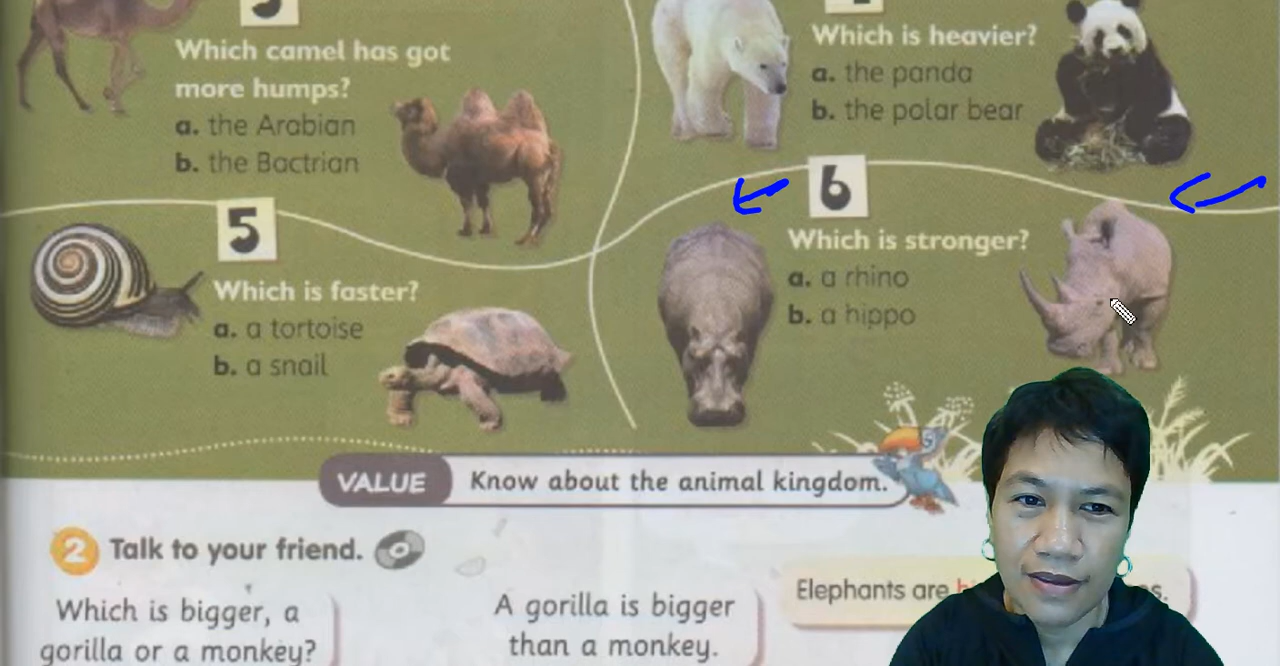 Which camel has got
more humps?
a. the Arabian
b. the Bactrian
Which is heavier?
a. the panda
b. the polar bear
5
Which is faster?
a. a tortoise
b. a snail
6
Which is stronger?
a. a rhino
b. a hippo
VALUE Know about the animal kingdom.
2 Talk to your friend.
Which is bigger, a
gorilla or a monkey?
A gorilla is bigger
than a monkey.
Elephants are